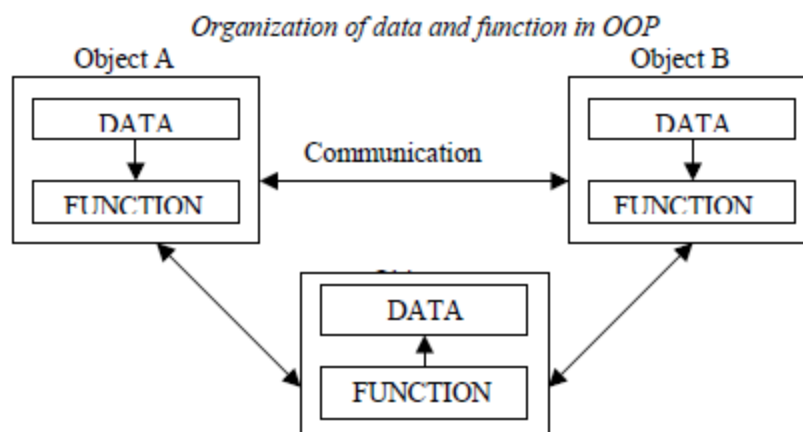 Organization of data and function in OOP
Object A
Object B
DATA
DATA
Communication
FUNCTION
FUNCTION
DATA
FUNCTION